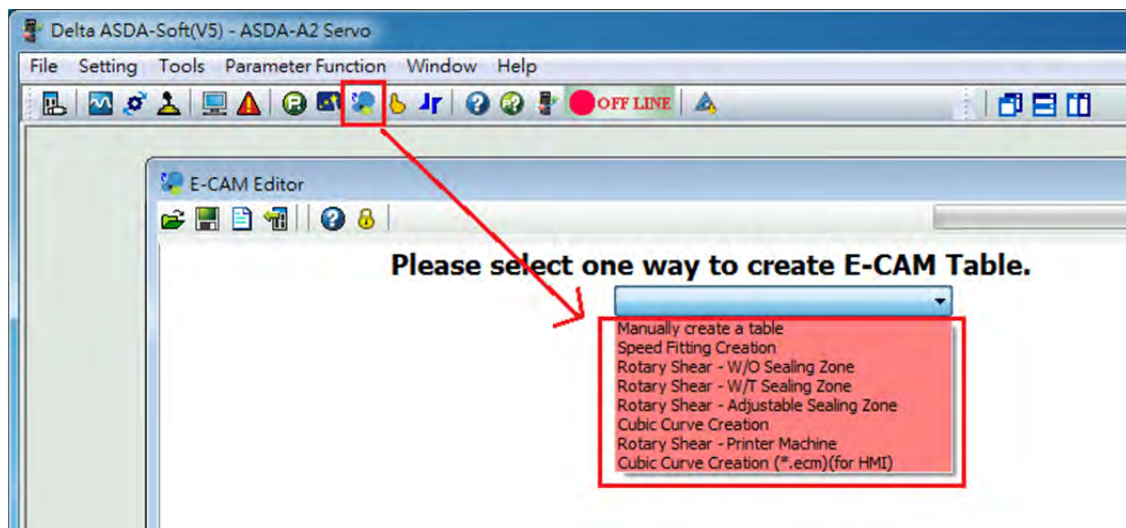 Delta ASDA-Soft(V5) - ASDA-A2 Servo
File Setting Tools Parameter Function Window Help
OFF LINE
E-CAM Editor
Please select one way to create E-CAM Table.
Manually create a table
Speed Fitting Creation
Rotary Shear - W/O Sealing Zone
Rotary Shear - W/T Sealing Zone
Rotary Shear - Adjustable Sealing Zone
Cubic Curve Creation
Rotary Shear - Printer Machine
Cubic Curve Creation (*.ecm)(for HMI)